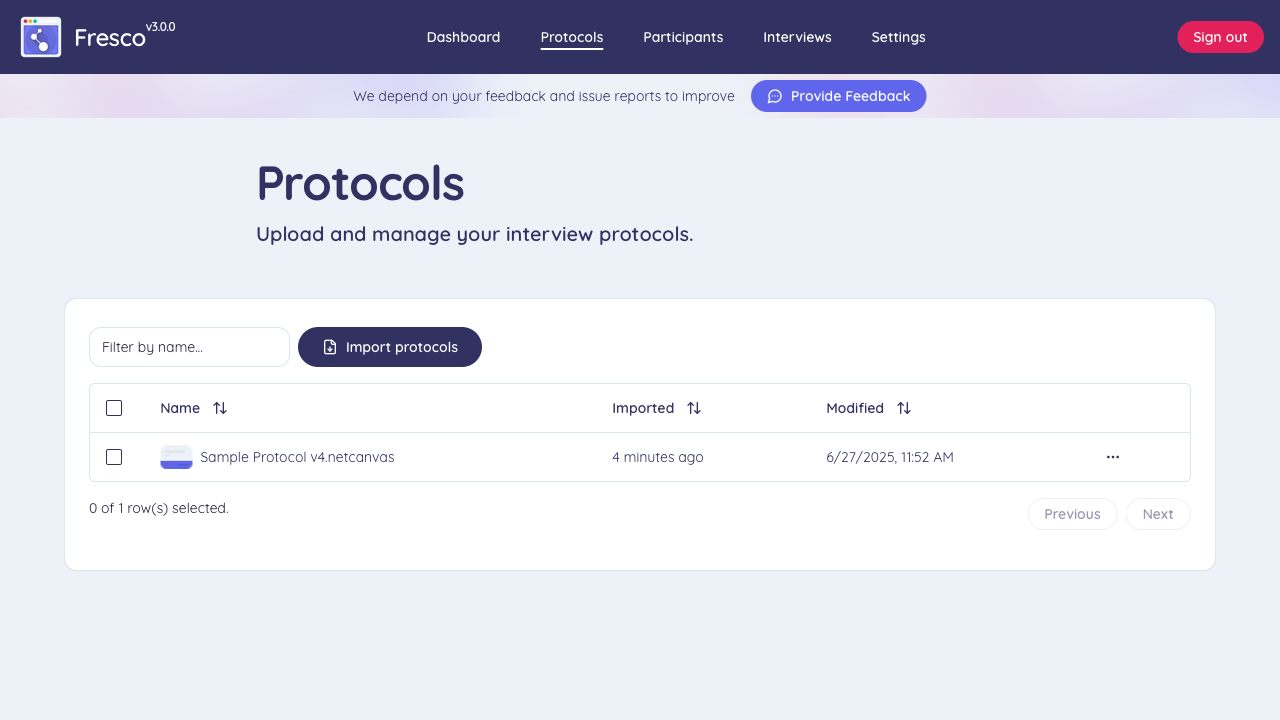 Fresco v3.0.0
Dashboard Protocols Participants Interviews Settings Sign out
We depend on your feedback and issue reports to improve Provide Feedback
Protocols
Upload and manage your interview protocols.
Filter by name... Import protocols
Name Imported Modified
Sample Protocol v4.netcanvas 4 minutes ago 6/27/2025, 11:52 AM
0 of 1 row(s) selected.
Previous Next